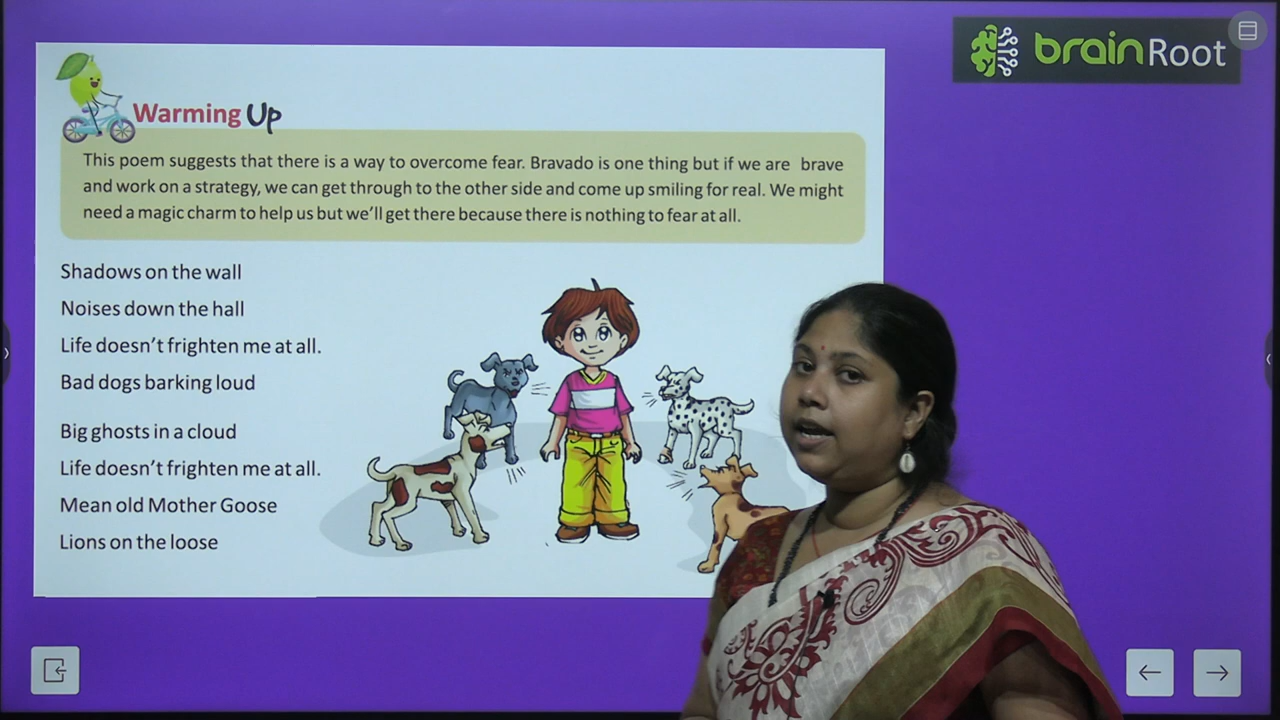 brainRoot
Warming Up
This poem suggests that there is a way to overcome fear. Bravado is one thing but if we are brave
and work on a strategy, we can get through to the other side and come up smiling for real. We might
need a magic charm to help us but we'll get there because there is nothing to fear at all.
Shadows on the wall
Noises down the hall
Life doesn't frighten me at all.
Bad dogs barking loud
Big ghosts in a cloud
Life doesn't frighten me at all.
Mean old Mother Goose
Lions on the loose